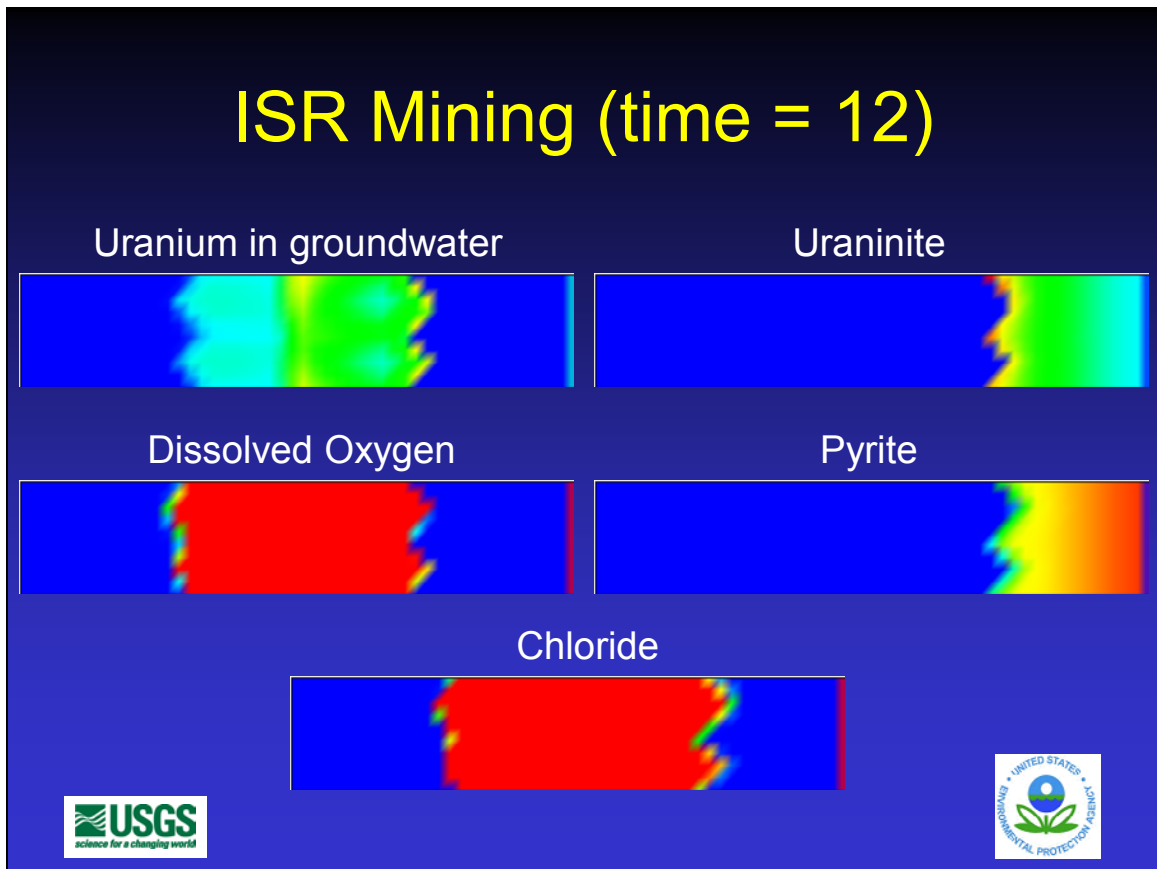 ISR Mining (time = 12)
Uranium in groundwater
Uraninite
Dissolved Oxygen
Pyrite
Chloride
USGS
science for a changing world
UNITED STATES
ENVIRONMENTAL PROTECTION AGENCY